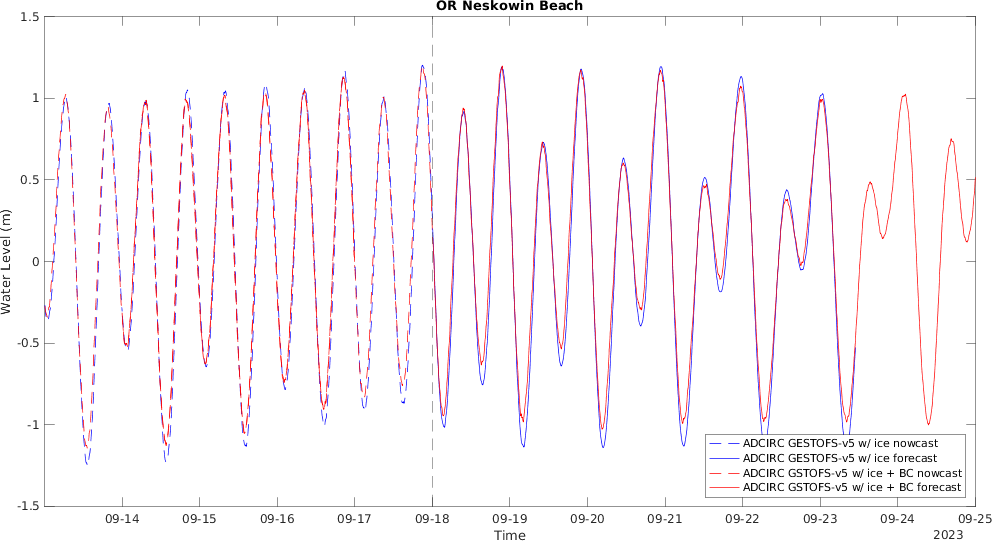 OR Neskowin Beach
Water Level (m)
1.5
1
0.5
0
-0.5
-1
-1.5
ADCIRC GESTOFS-v5 w/ ice nowcast
ADCIRC GESTOFS-v5 w/ ice forecast
ADCIRC GSTOFS-v5 w/ ice + BC nowcast
ADCIRC GSTOFS-v5 w/ ice + BC forecast
09-14 09-15 09-16 09-17 09-18 09-19 09-20 09-21 09-22 09-23 09-24 09-25
Time
2023